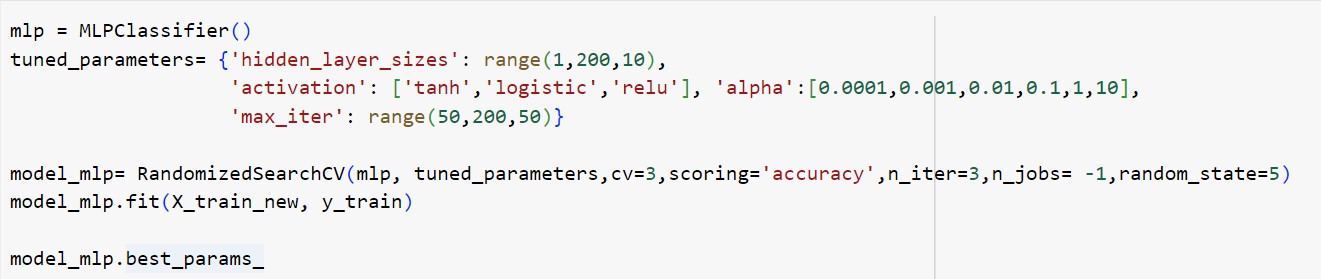 mlp = MLPClassifier()
tuned_parameters= {'hidden_layer_sizes': range(1,200,10),
'activation': ['tanh','logistic','relu'], 'alpha':[0.0001,0.001,0.01,0.1,1,10],
'max_iter': range(50,200,50)}
model_mlp= RandomizedSearchCV(mlp, tuned_parameters,cv=3,scoring='accuracy',n_iter=3,n_jobs= -1,random_state=5)
model_mlp.fit(X_train_new, y_train)
model_mlp.best_params_